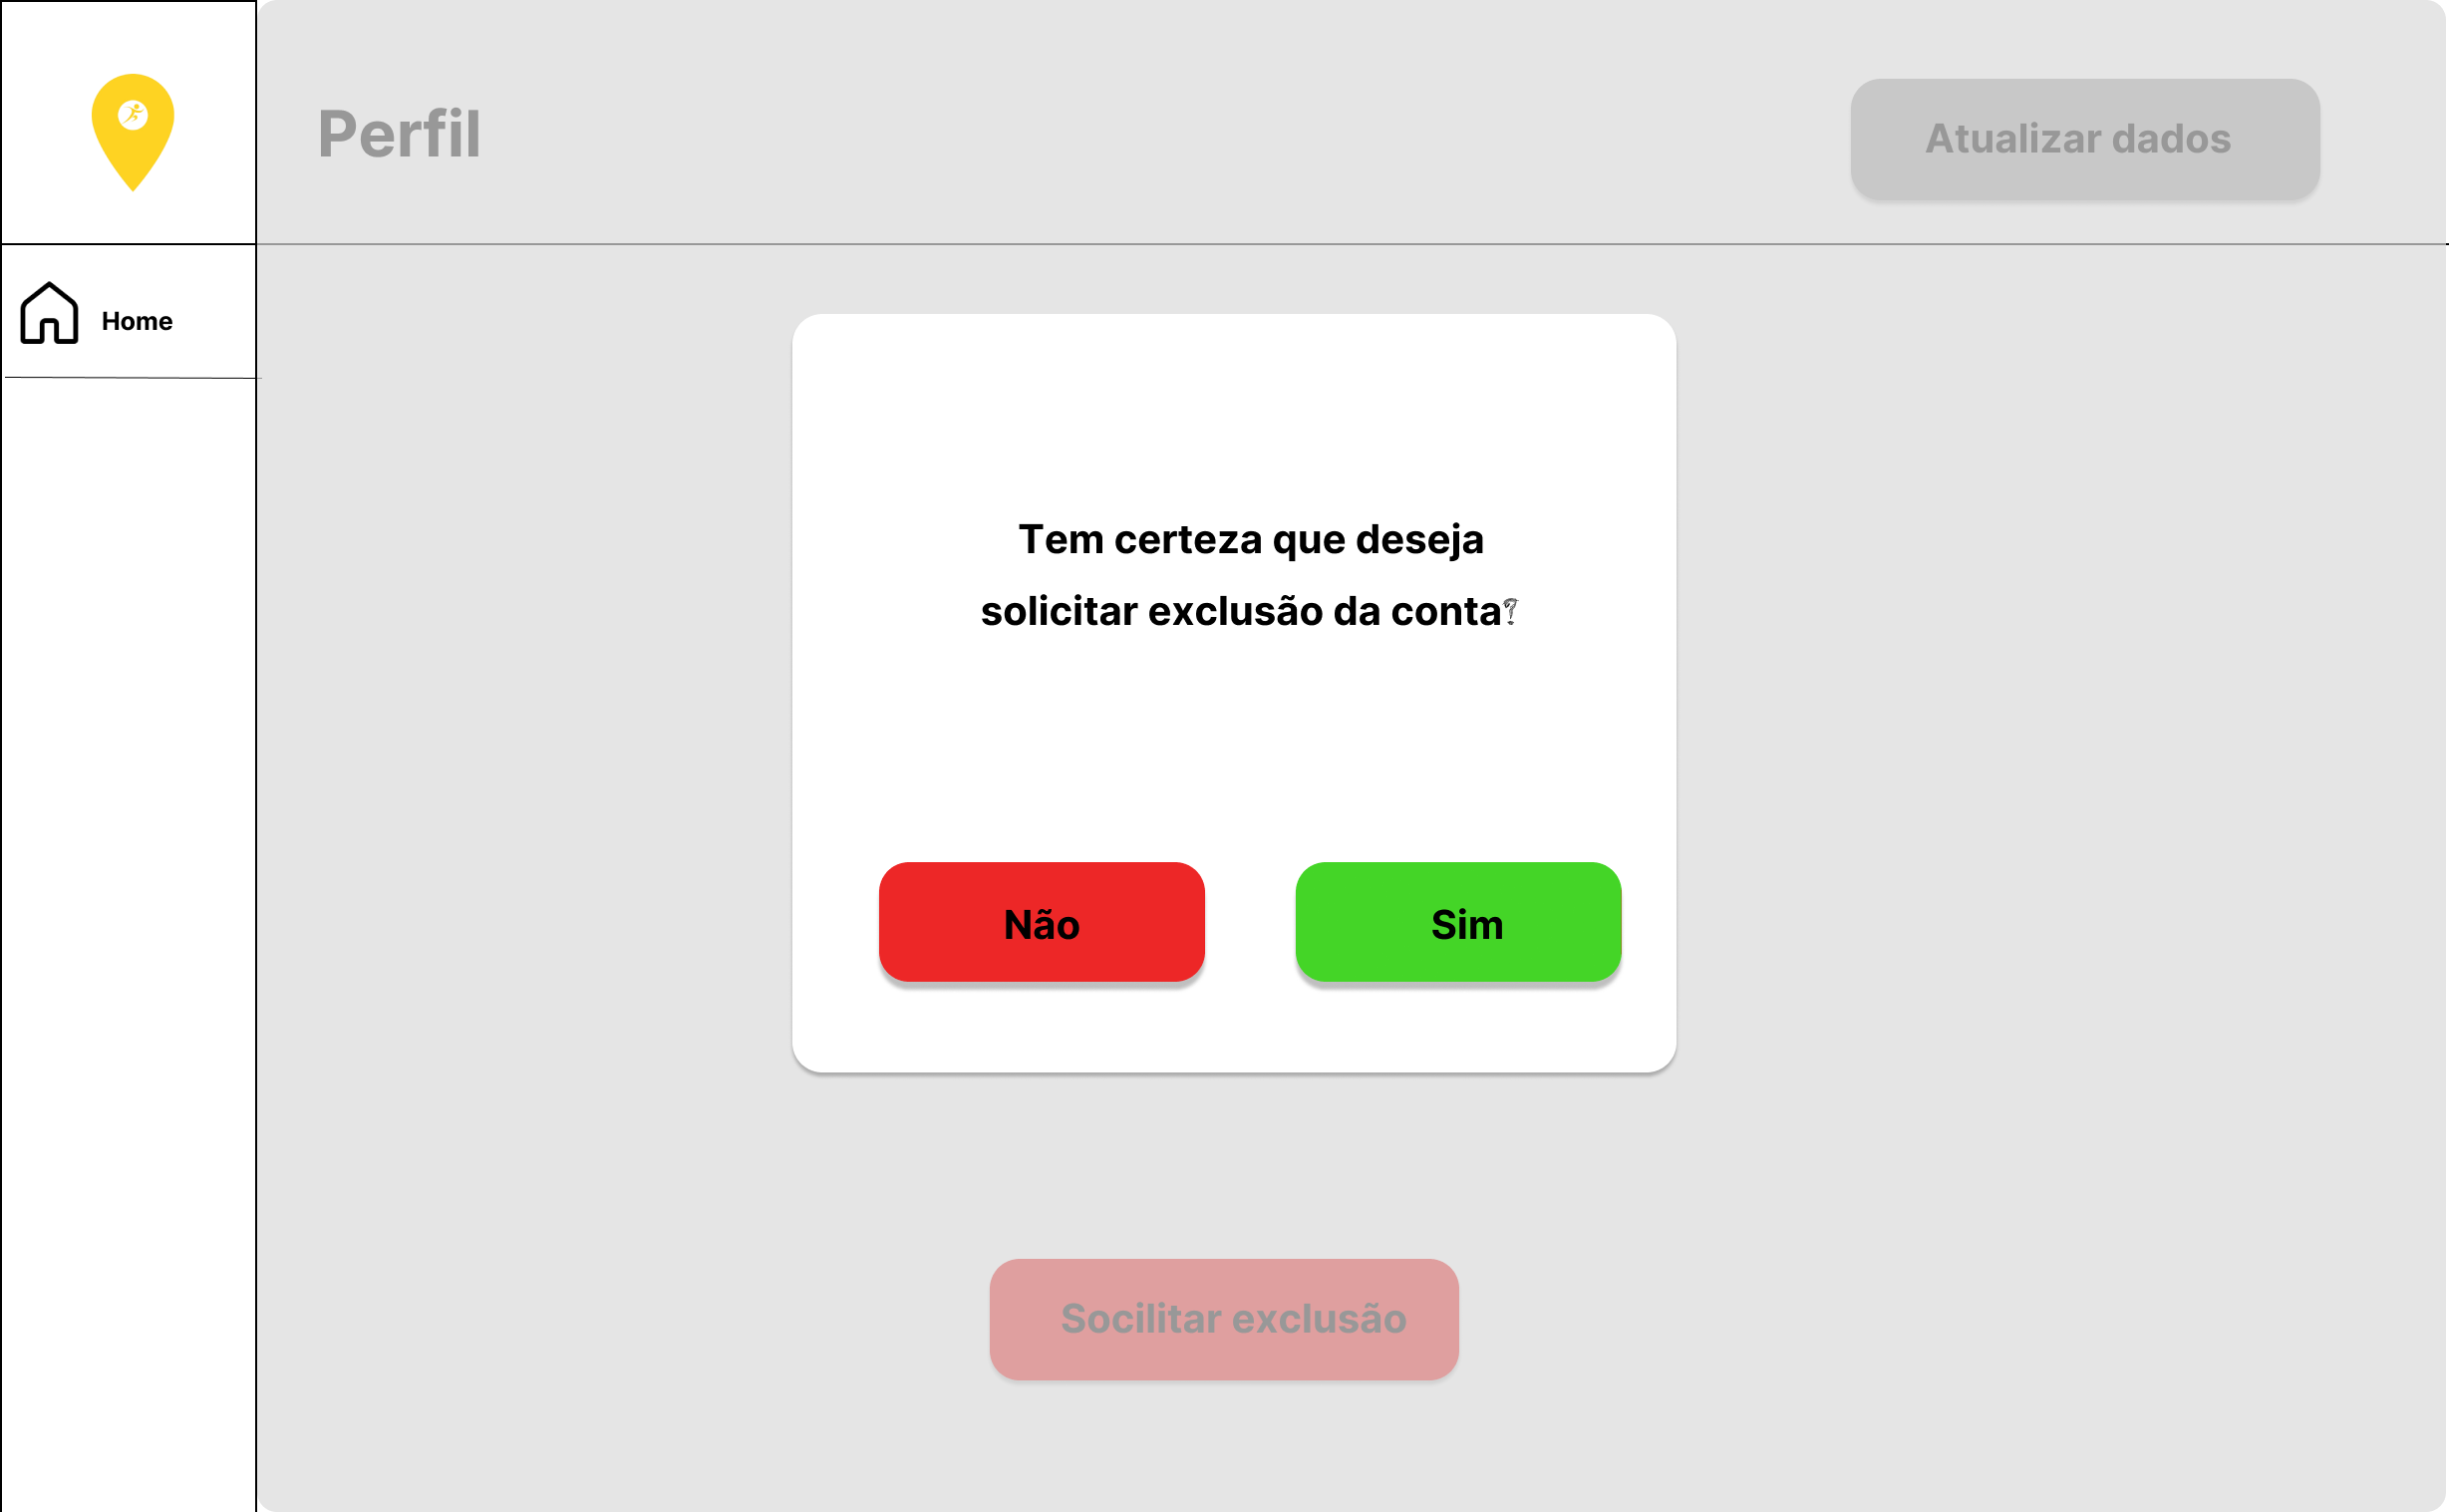 Perfil
Atualizar dados
Home
Tem certeza que deseja
solicitar exclusão da conta?
Não
Sim
Socilitar exclusão